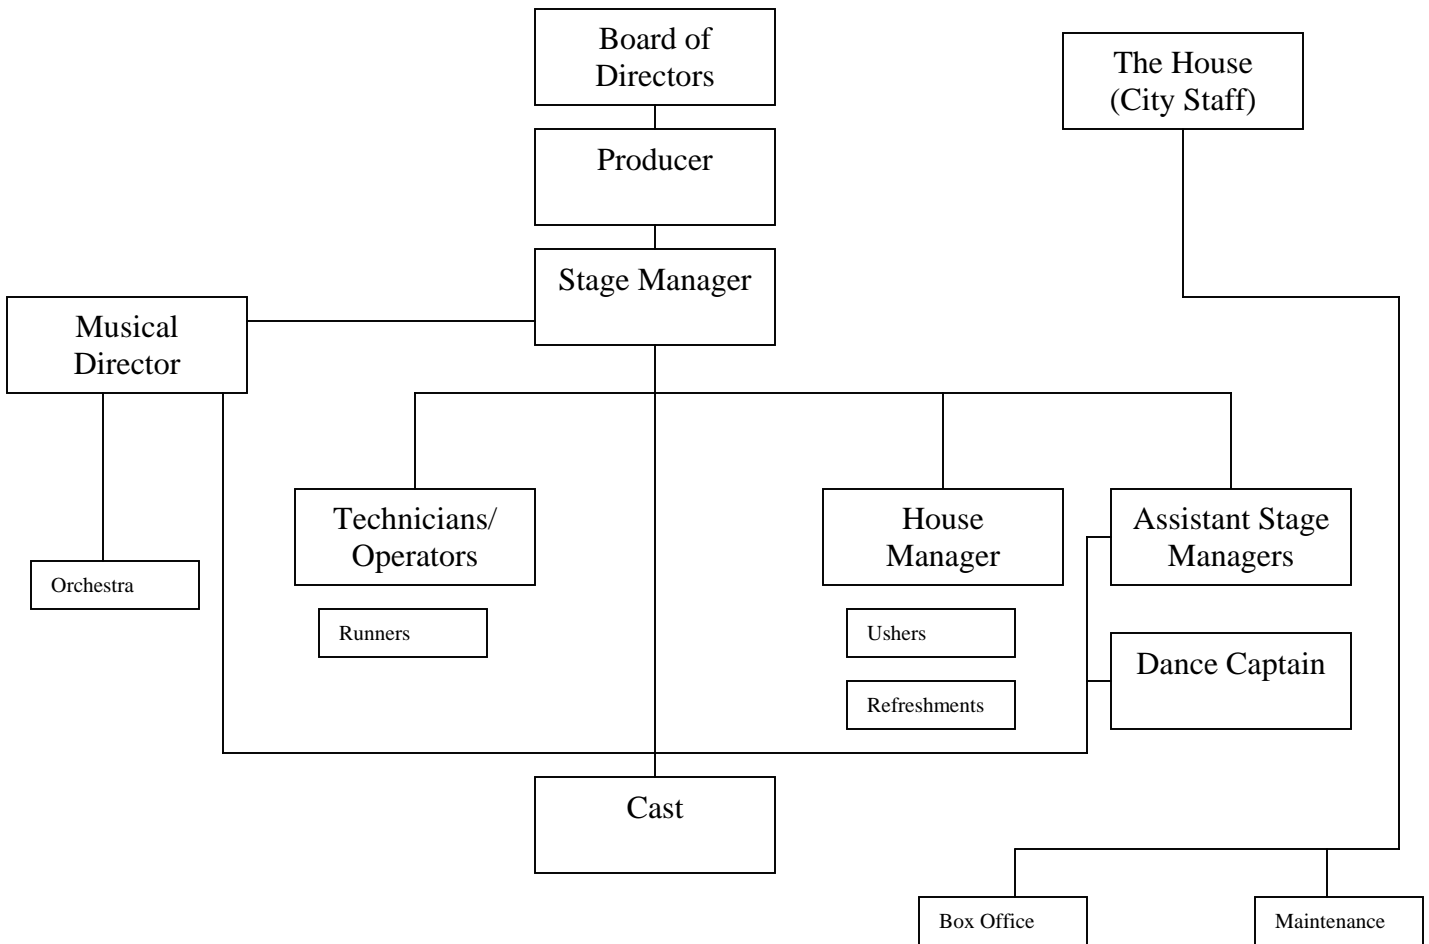 Board of
Directors
The House
(City Staff)
Producer
Stage Manager
Musical
Director
Technicians/
Operators
House
Manager
Assistant Stage
Managers
Orchestra
Runners
Ushers
Dance Captain
Refreshments
Cast
Box Office
Maintenance